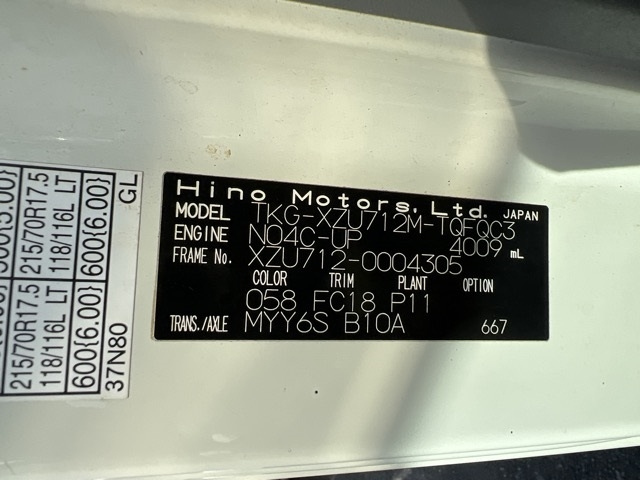 Hino Motors,Ltd. JAPAN
MODEL TKG-XZU712M-TQFQC3
ENGINE N04C-UP 4009 mL
FRAME No. XZU712-0004305
COLOR TRIM PLANT OPTION
058 FC18 P11
TRANS./AXLE MYY6S B10A 667
215/70R17.5 215/70R17.5
118/116L LT 118/116L LT
600{6.00} 600{6.00}
37N80 GL